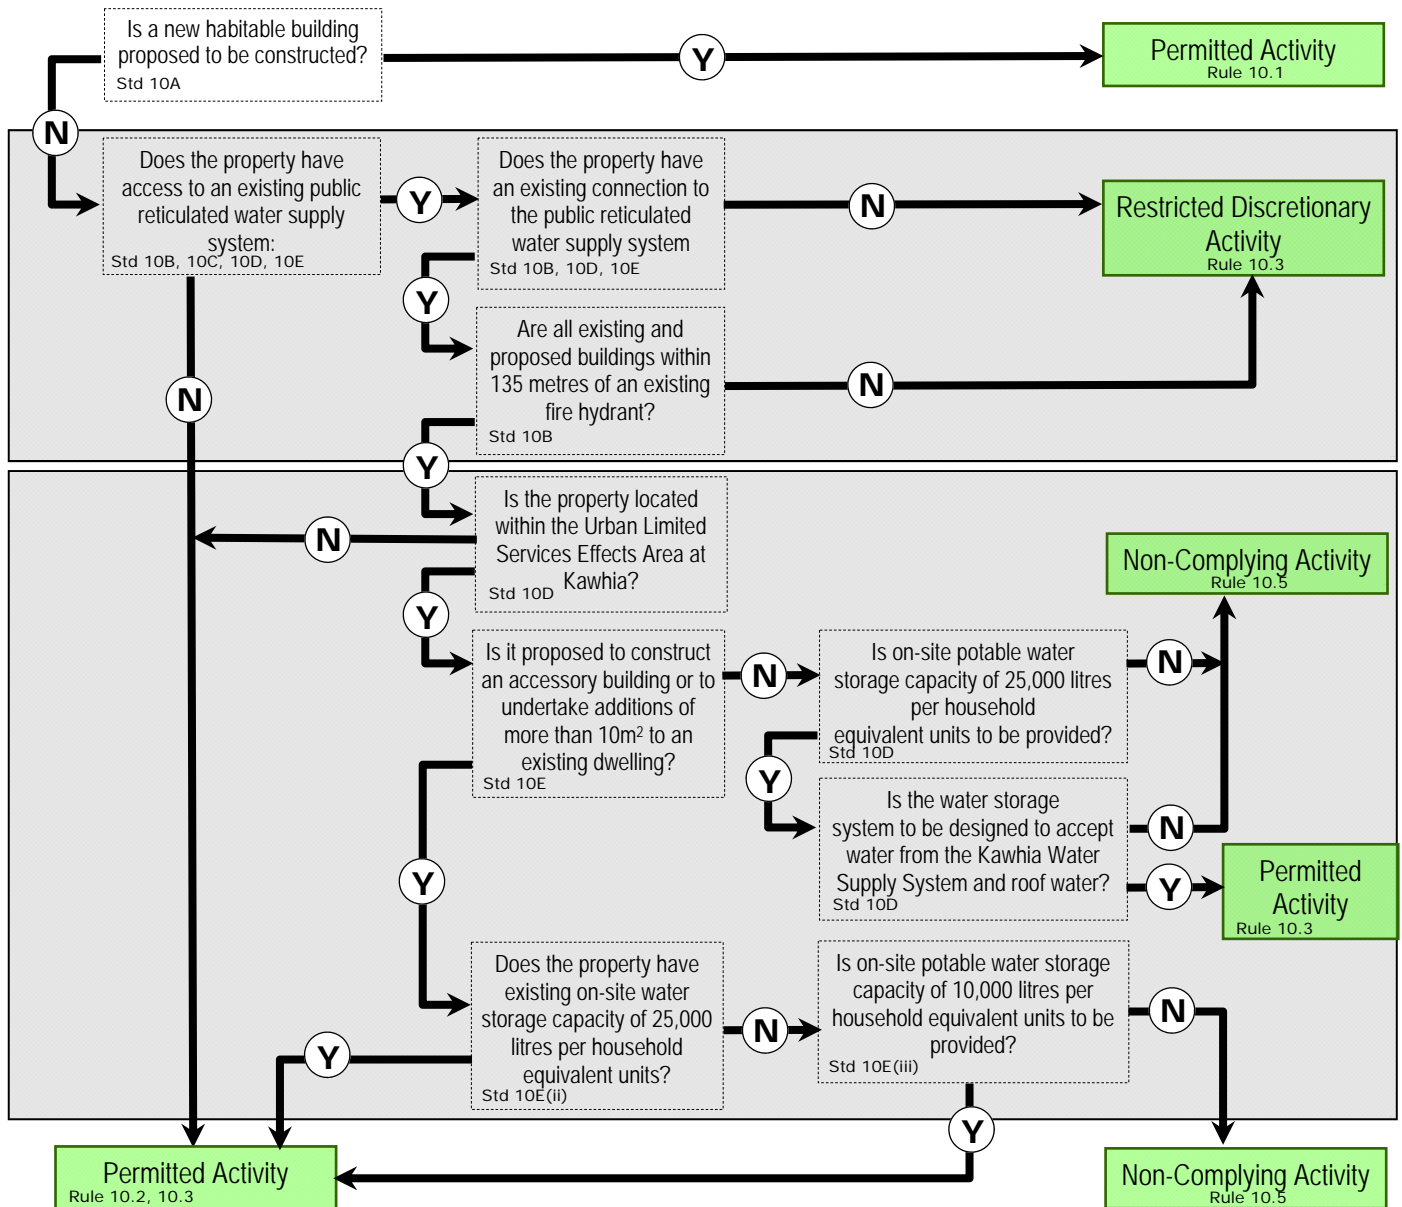 Is a new habitable building
proposed to be constructed?
Std 10A
Y
Permitted Activity
Rule 10.1
N
Does the property have
access to an existing public
reticulated water supply
system:
Std 10B, 10C, 10D, 10E
Y
Does the property have
an existing connection to
the public reticulated
water supply system
Std 10B, 10D, 10E
N
Restricted Discretionary
Activity
Rule 10.3
Y
Are all existing and
proposed buildings within
135 metres of an existing
fire hydrant?
Std 10B
N
N
Y
Is the property located
within the Urban Limited
Services Effects Area at
Kawhia?
Std 10D
N
Non-Complying Activity
Rule 10.5
Y
Is it proposed to construct
an accessory building or to
undertake additions of
more than 10m² to an
existing dwelling?
Std 10E
N
Is on-site potable water
storage capacity of 25,000 litres
per household
equivalent units to be provided?
Std 10D
N
Y
Is the water storage
system to be designed to accept
water from the Kawhia Water
Supply System and roof water?
Std 10D
N
Y
Permitted
Activity
Rule 10.3
Y
Does the property have
existing on-site water
storage capacity of 25,000
litres per household
equivalent units?
Std 10E(ii)
N
Is on-site potable water storage
capacity of 10,000 litres per
household equivalent units to be
provided?
Std 10E(iii)
N
Y
Y
Permitted Activity
Rule 10.2, 10.3
Non-Complying Activity
Rule 10.5